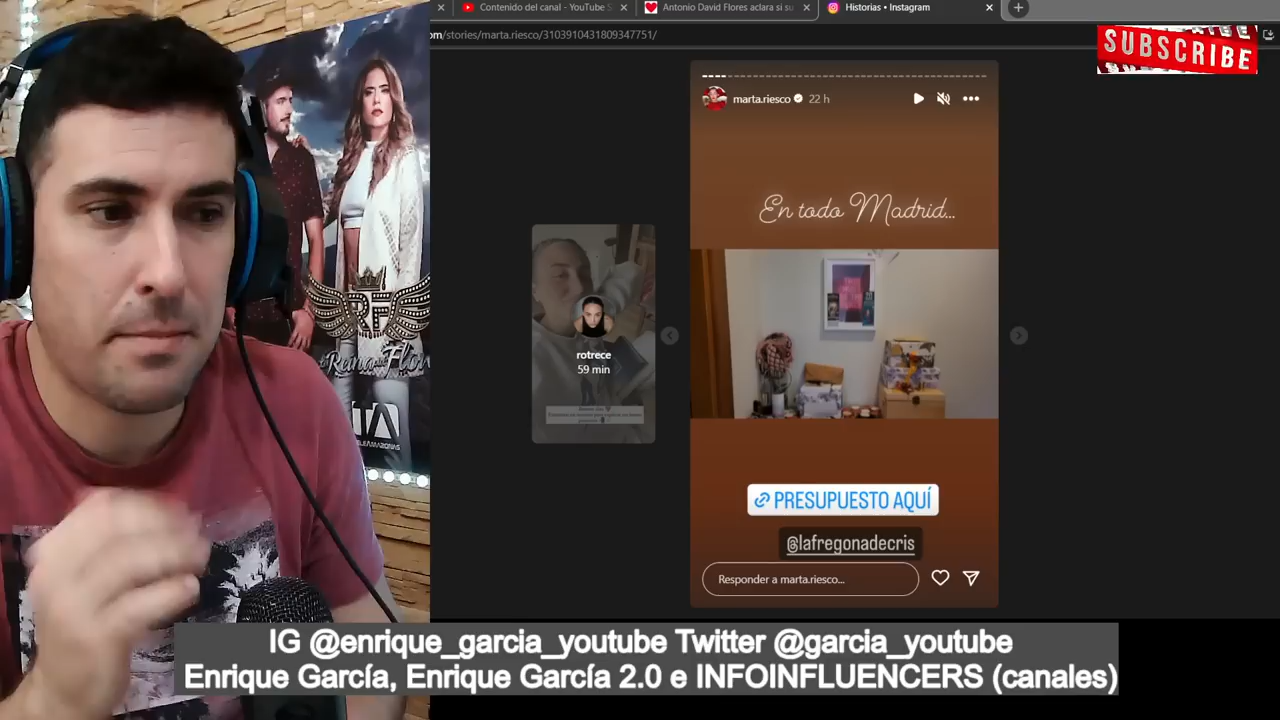 Contenido del canal - YouTube S
Antonio David Flores aclara si su
Historias • Instagram
om/stories/marta.riesco/3103910431809347751/
SUBSCRIBE
marta.riesco 22 h
En todo Madrid...
rotrece
59 min
RF
PRESUPUESTO AQUÍ
@lafregonadecris
Responder a marta.riesco...
TELEAMAZONAS
IG @enrique_garcia_youtube Twitter @garcia_youtube
Enrique García, Enrique García 2.0 e INFOINFLUENCERS (canales)